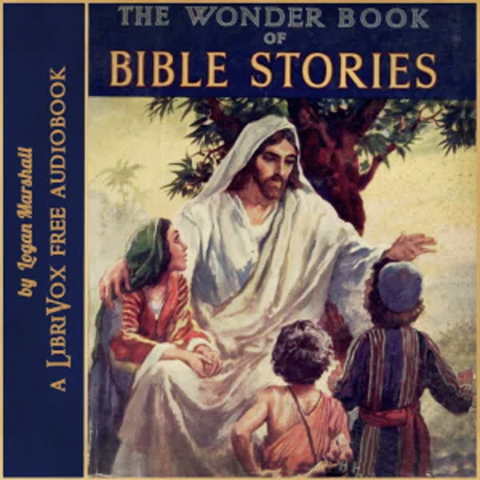 THE WONDER BOOK
OF
BIBLE STORIES
by Logan Marshall
A LIBRIVOX FREE AUDIOBOOK